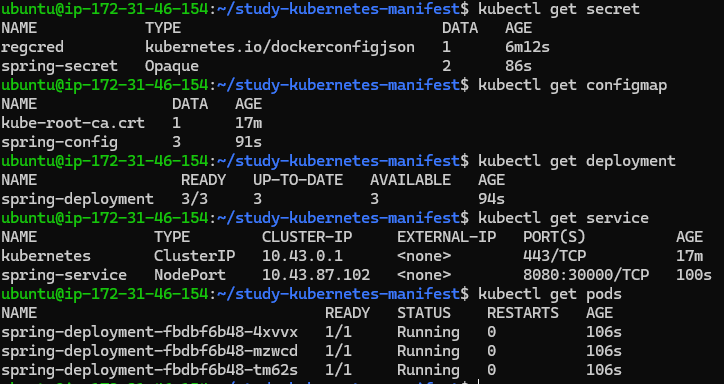 ubuntu@ip-172-31-46-154:~/study-kubernetes-manifest$ kubectl get secret
NAME TYPE DATA AGE
regcred kubernetes.io/dockerconfigjson 1 6m12s
spring-secret Opaque 2 86s
ubuntu@ip-172-31-46-154:~/study-kubernetes-manifest$ kubectl get configmap
NAME DATA AGE
kube-root-ca.crt 1 17m
spring-config 3 91s
ubuntu@ip-172-31-46-154:~/study-kubernetes-manifest$ kubectl get deployment
NAME READY UP-TO-DATE AVAILABLE AGE
spring-deployment 3/3 3 3 94s
ubuntu@ip-172-31-46-154:~/study-kubernetes-manifest$ kubectl get service
NAME TYPE CLUSTER-IP EXTERNAL-IP PORT(S) AGE
kubernetes ClusterIP 10.43.0.1 <none> 443/TCP 17m
spring-service NodePort 10.43.87.102 <none> 8080:30000/TCP 100s
ubuntu@ip-172-31-46-154:~/study-kubernetes-manifest$ kubectl get pods
NAME READY STATUS RESTARTS AGE
spring-deployment-fbdbf6b48-4xvvx 1/1 Running 0 106s
spring-deployment-fbdbf6b48-mzwcd 1/1 Running 0 106s
spring-deployment-fbdbf6b48-tm62s 1/1 Running 0 106s